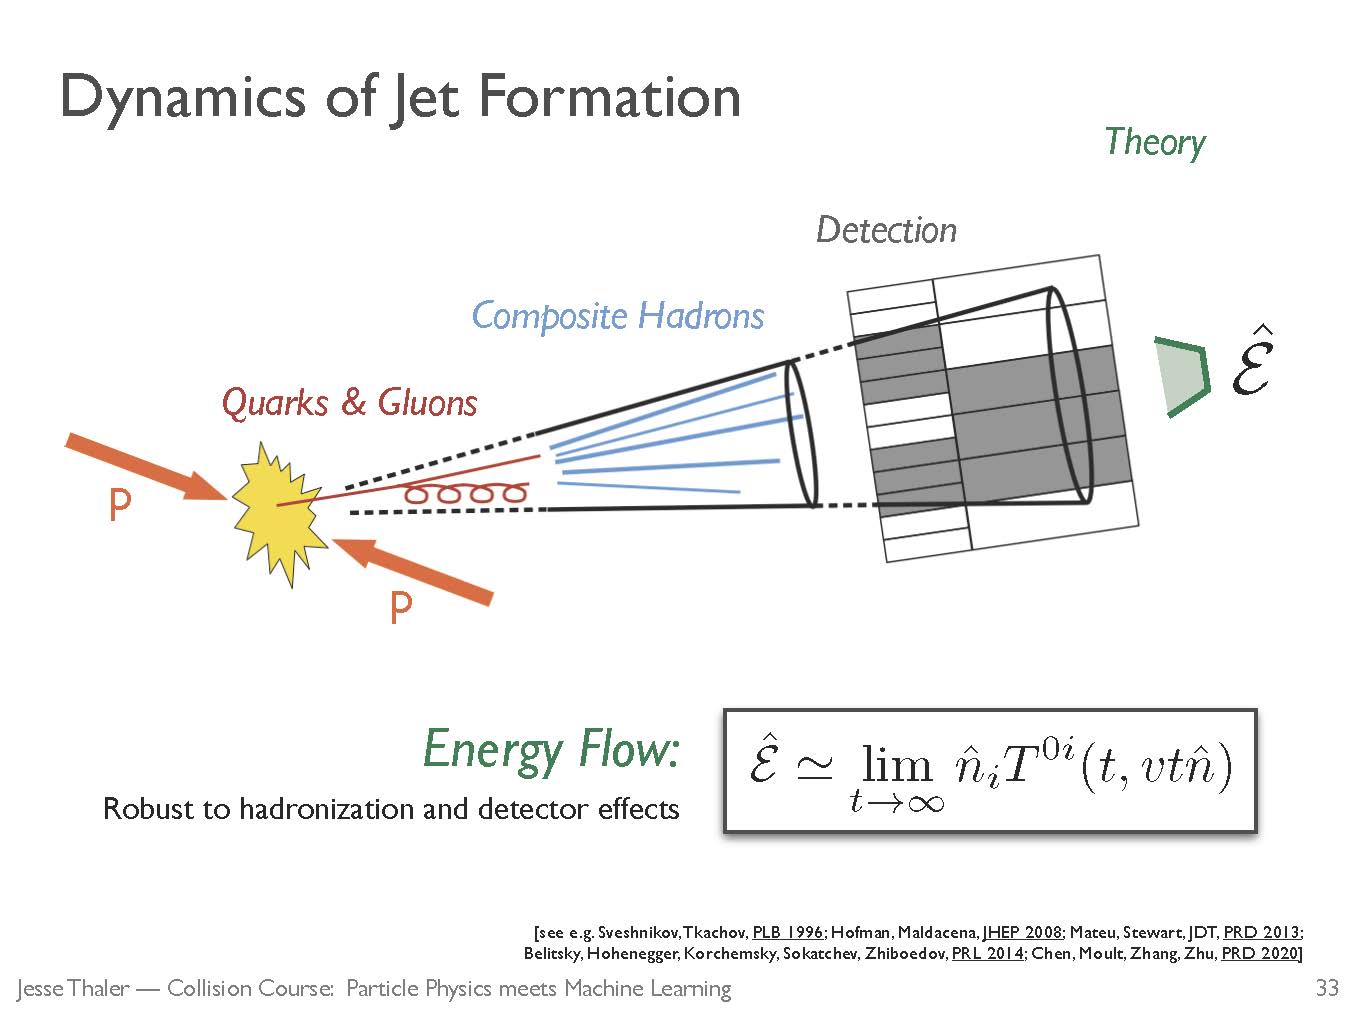 Dynamics of Jet Formation
Theory
Detection
Composite Hadrons
Quarks & Gluons
p
p
\hat{\mathcal{E}}
Energy Flow:
Robust to hadronization and detector effects
\hat{\mathcal{E}} \simeq \lim_{t \to \infty} \hat{n}_i T^{0i}(t, vt\hat{n})
[see e.g. Sveshnikov, Tkachov, PLB 1996; Hofman, Maldacena, JHEP 2008; Mateu, Stewart, JDT, PRD 2013;
Belitsky, Hohenegger, Korchemsky, Sokatchev, Zhiboedov, PRL 2014; Chen, Moult, Zhang, Zhu, PRD 2020]
Jesse Thaler — Collision Course: Particle Physics meets Machine Learning
33